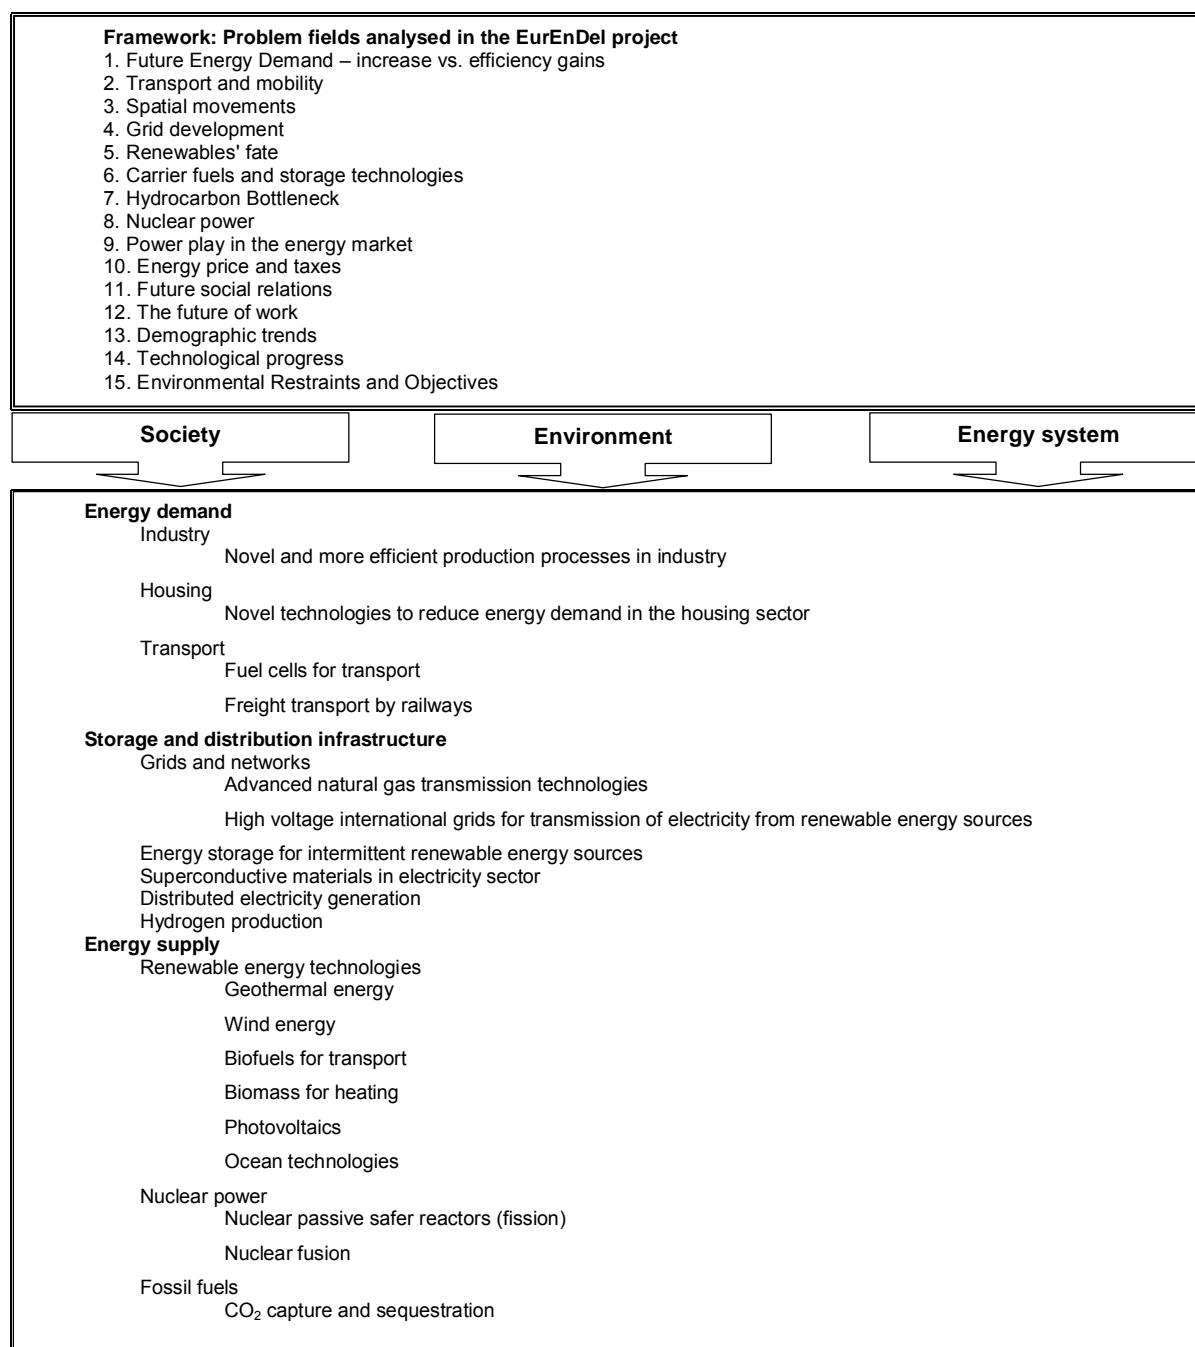 Framework: Problem fields analysed in the EurEnDel project
1. Future Energy Demand – increase vs. efficiency gains
2. Transport and mobility
3. Spatial movements
4. Grid development
5. Renewables' fate
6. Carrier fuels and storage technologies
7. Hydrocarbon Bottleneck
8. Nuclear power
9. Power play in the energy market
10. Energy price and taxes
11. Future social relations
12. The future of work
13. Demographic trends
14. Technological progress
15. Environmental Restraints and Objectives
Society
Environment
Energy system
Energy demand
Industry
Novel and more efficient production processes in industry
Housing
Novel technologies to reduce energy demand in the housing sector
Transport
Fuel cells for transport
Freight transport by railways
Storage and distribution infrastructure
Grids and networks
Advanced natural gas transmission technologies
High voltage international grids for transmission of electricity from renewable energy sources
Energy storage for intermittent renewable energy sources
Superconductive materials in electricity sector
Distributed electricity generation
Hydrogen production
Energy supply
Renewable energy technologies
Geothermal energy
Wind energy
Biofuels for transport
Biomass for heating
Photovoltaics
Ocean technologies
Nuclear power
Nuclear passive safer reactors (fission)
Nuclear fusion
Fossil fuels
CO₂ capture and sequestration